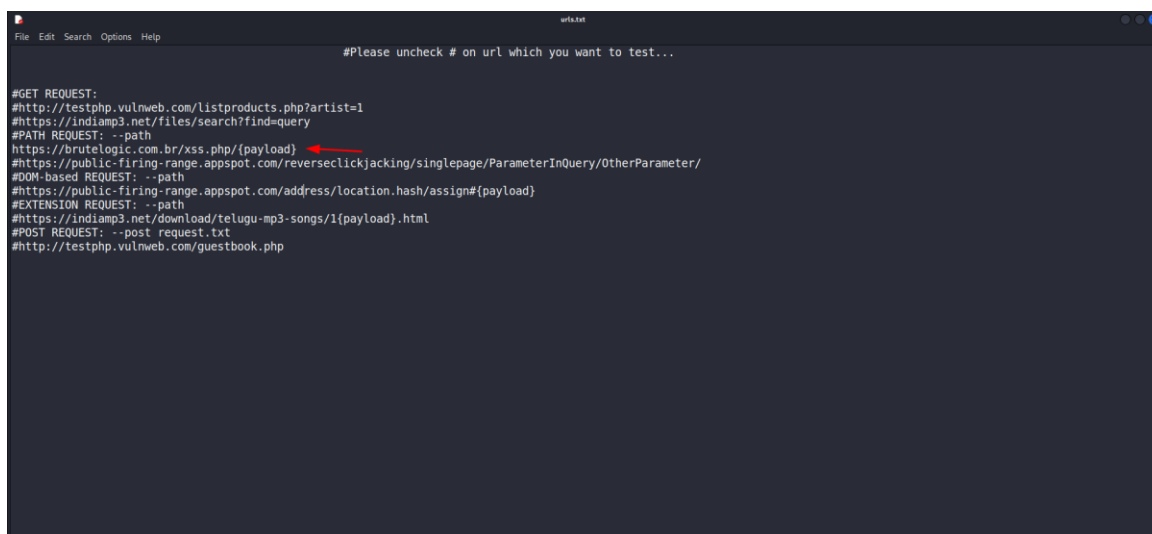 urls.txt
File Edit Search Options Help
#Please uncheck # on url which you want to test...
#GET REQUEST:
#http://testphp.vulnweb.com/listproducts.php?artist=1
#https://indiamp3.net/files/search?find=query
#PATH REQUEST: --path
https://brutelogic.com.br/xss.php/{payload}
#https://public-firing-range.appspot.com/reverseclickjacking/singlepage/ParameterInQuery/OtherParameter/
#DOM-based REQUEST: --path
#https://public-firing-range.appspot.com/address/location.hash/assign#{payload}
#EXTENSION REQUEST: --path
#https://indiamp3.net/download/telugu-mp3-songs/1{payload}.html
#POST REQUEST: --post request.txt
#http://testphp.vulnweb.com/guestbook.php